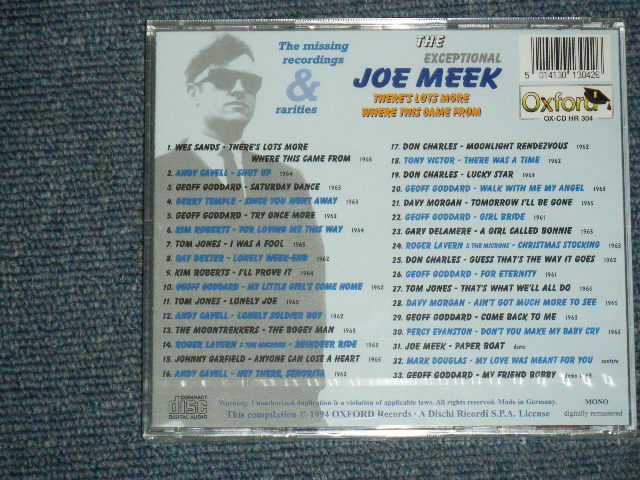 The missing
recordings
&
rarities
THE
EXCEPTIONAL
JOE MEEK
THERE'S LOTS MORE
WHERE THIS CAME FROM
5 014130 130426
Oxford
OX-CD HR 304
1. WES SANDS - THERE'S LOTS MORE
WHERE THIS CAME FROM 1963
2. ANDY CAVELL - SHUT UP 1964
3. GEOFF GODDARD - SATURDAY DANCE 1963
4. GERRY TEMPLE - SINCE YOU WENT AWAY 1963
5. GEOFF GODDARD - TRY ONCE MORE 1962
6. KIM ROBERTS - FOR LOVING ME THIS WAY 1964
7. TOM JONES - I WAS A FOOL 1965
8. RAY DEXTER - LONELY WEEK-END 1962
9. KIM ROBERTS - I'LL PROVE IT 1964
10. GEOFF GODDARD - MY LITTLE GIRL'S COME HOME 1962
11. TOM JONES - LONELY JOE 1965
12. ANDY CAVELL - LONELY SOLDIER BOY 1962
13. THE MOONTREKKERS - THE BOGEY MAN 1963
14. ROGER LAVERN & THE MICRONS - REINDEER RIDE 1963
15. JOHNNY GARFIELD - ANYONE CAN LOSE A HEART 1965
16. ANDY CAVELL - HEY THERE, SENORITA 1962
17. DON CHARLES - MOONLIGHT RENDEZVOUS 1962
18. TONY VICTOR - THERE WAS A TIME 1962
19. DON CHARLES - LUCKY STAR 1963
20. GEOFF GODDARD - WALK WITH ME MY ANGEL 1963
21. DAVY MORGAN - TOMORROW I'LL BE GONE 1965
22. GEOFF GODDARD - GIRL BRIDE 1961
23. GARY DELAMERE - A GIRL CALLED BONNIE 1963
24. ROGER LAVERN & THE MICRONS - CHRISTMAS STOCKING 1963
25. DON CHARLES - GUESS THAT'S THE WAY IT GOES 1962
26. GEOFF GODDARD - FOR ETERNITY 1961
27. TOM JONES - THAT'S WHAT WE'LL ALL DO 1965
28. DAVY MORGAN - AIN'T GOT MUCH MORE TO SEE 1965
29. GEOFF GODDARD - COME BACK TO ME 1963
30. PERCY EVANSTON - DON'T YOU MAKE MY BABY CRY 1963
31. JOE MEEK - PAPER BOAT demo
32. MARK DOUGLAS - MY LOVE WAS MEANT FOR YOU
33. GEOFF GODDARD - MY FRIEND BOBBY demo 1963
COMPACT
disc
DIGITAL AUDIO
Warning: Unauthorized duplication is a violation of applicable laws. All rights reserved. Made in Germany.
This compilation © 1994 OXFORD Records - A Dischi Ricordi S.P.A. License
MONO
digitally remastered